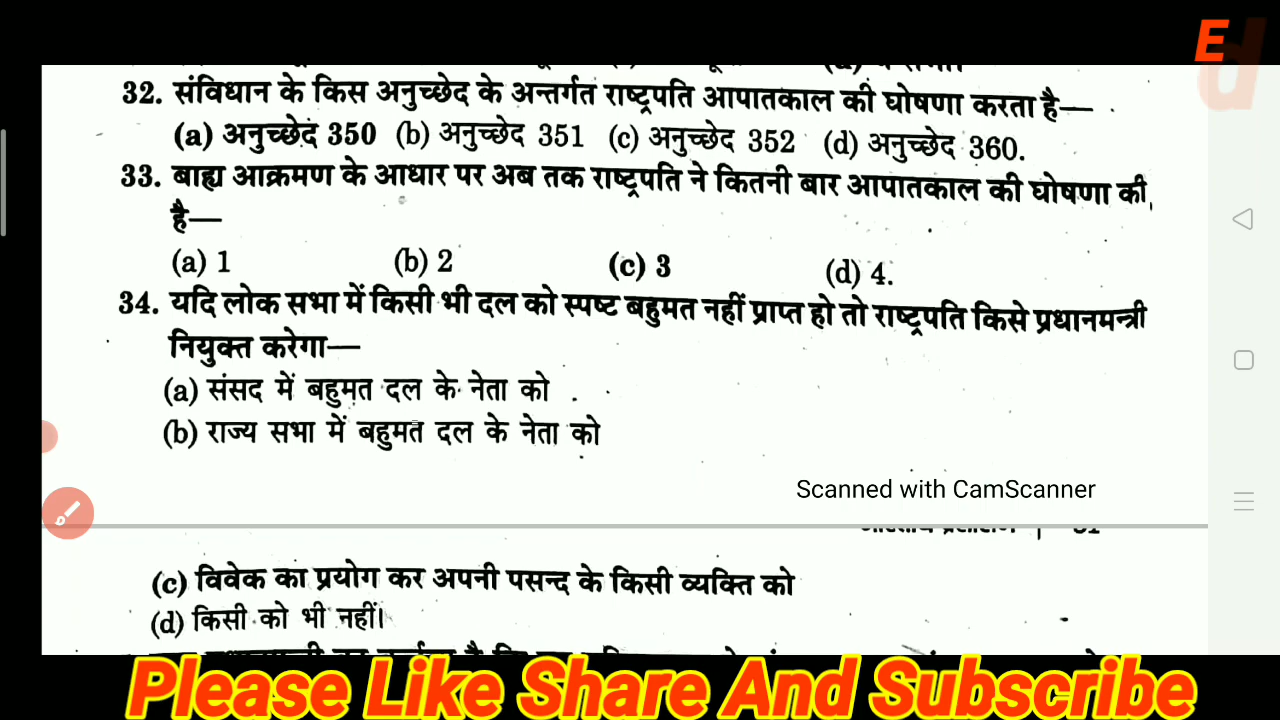 E
d
32. संविधान के किस अनुच्छेद के अन्तर्गत राष्ट्रपति आपातकाल की घोषणा करता है—
(a) अनुच्छेद 350 (b) अनुच्छेद 351 (c) अनुच्छेद 352 (d) अनुच्छेद 360.
33. बाह्य आक्रमण के आधार पर अब तक राष्ट्रपति ने कितनी बार आपातकाल की घोषणा की
है—
(a) 1 (b) 2 (c) 3 (d) 4.
34. यदि लोक सभा में किसी भी दल को स्पष्ट बहुमत नहीं प्राप्त हो तो राष्ट्रपति किसे प्रधानमन्त्री
नियुक्त करेगा—
(a) संसद में बहुमत दल के नेता को
(b) राज्य सभा में बहुमत दल के नेता को
Scanned with CamScanner
(c) विवेक का प्रयोग कर अपनी पसन्द के किसी व्यक्ति को
(d) किसी को भी नहीं।
Please Like Share And Subscribe